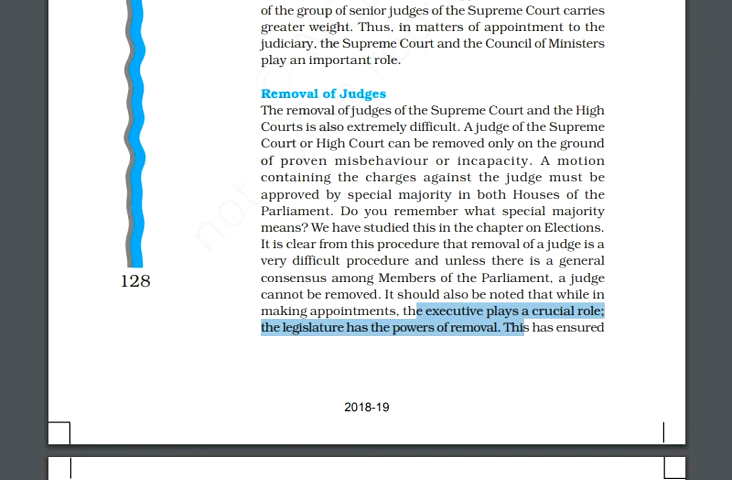 of the group of senior judges of the Supreme Court carries
greater weight. Thus, in matters of appointment to the
judiciary, the Supreme Court and the Council of Ministers
play an important role.
Removal of Judges
The removal of judges of the Supreme Court and the High
Courts is also extremely difficult. A judge of the Supreme
Court or High Court can be removed only on the ground
of proven misbehaviour or incapacity. A motion
containing the charges against the judge must be
approved by special majority in both Houses of the
Parliament. Do you remember what special majority
means? We have studied this in the chapter on Elections.
It is clear from this procedure that removal of a judge is a
very difficult procedure and unless there is a general
consensus among Members of the Parliament, a judge
cannot be removed. It should also be noted that while in
making appointments, the executive plays a crucial role;
the legislature has the powers of removal. This has ensured
128
2018-19
not